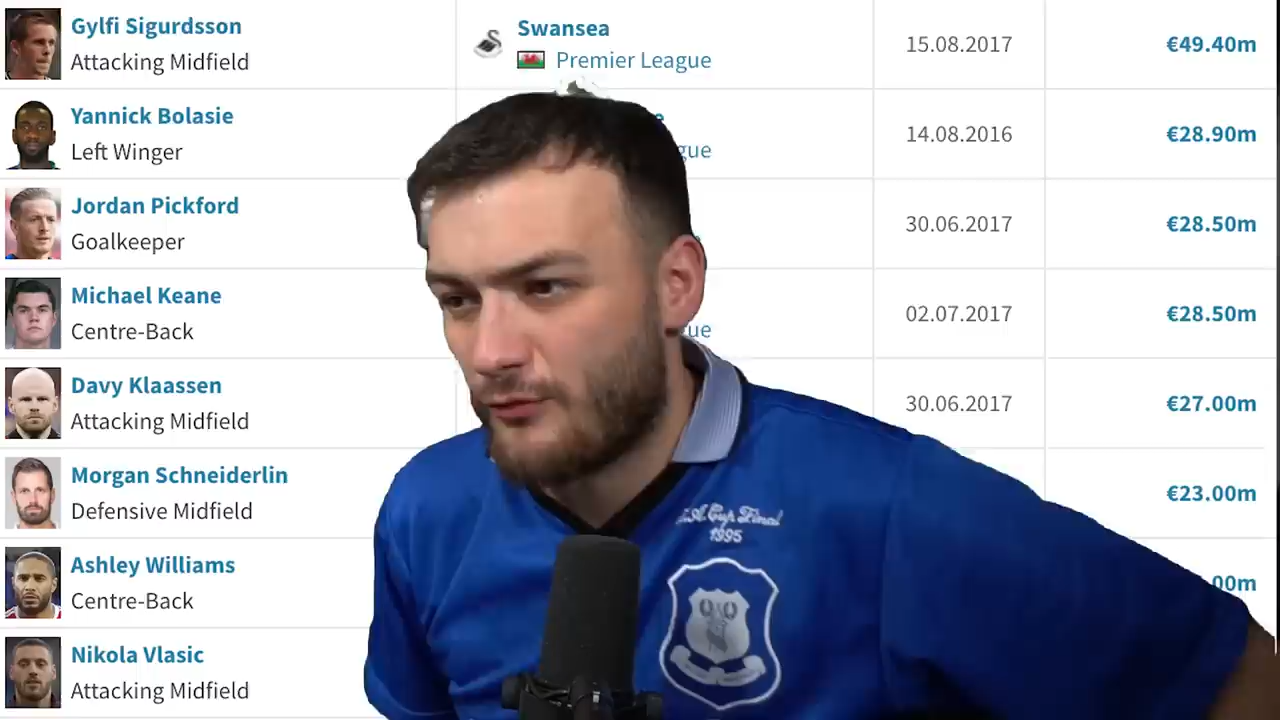 Gylfi Sigurdsson
Attacking Midfield
Swansea
Premier League
15.08.2017
€49.40m
Yannick Bolasie
Left Winger
14.08.2016
€28.90m
Jordan Pickford
Goalkeeper
30.06.2017
€28.50m
Michael Keane
Centre-Back
02.07.2017
€28.50m
Davy Klaassen
Attacking Midfield
30.06.2017
€27.00m
Morgan Schneiderlin
Defensive Midfield
€23.00m
Ashley Williams
Centre-Back
00m
Nikola Vlasic
Attacking Midfield
Cup Final
1995